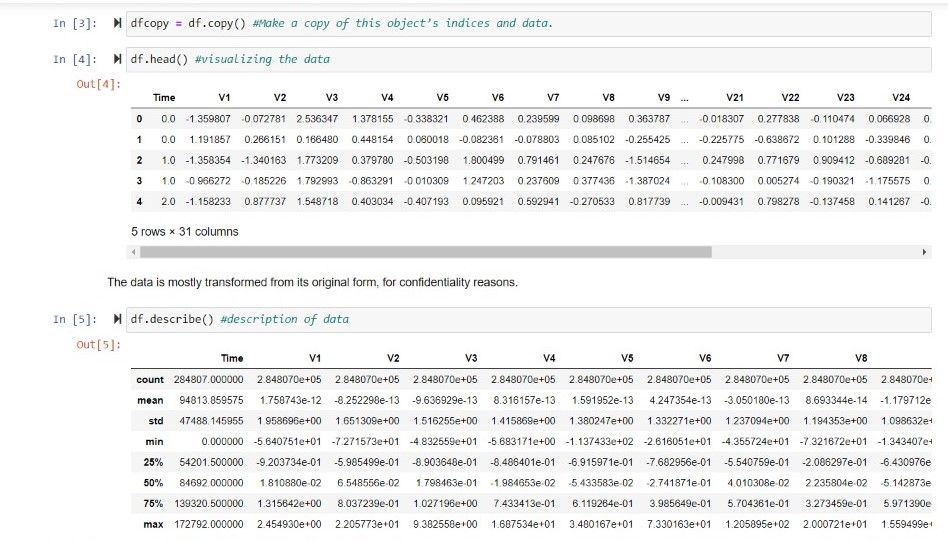 In [3]: dfcopy = df.copy() #Make a copy of this object's indices and data.
In [4]: df.head() #visualizing the data
Out[4]:
Time V1 V2 V3 V4 V5 V6 V7 V8 V9 ... V21 V22 V23 V24
0 0.0 -1.359807 -0.072781 2.536347 1.378155 -0.338321 0.462388 0.239599 0.098698 0.363787 ... -0.018307 0.277838 -0.110474 0.066928 0.
1 0.0 1.191857 0.266151 0.166480 0.448154 0.060018 -0.082361 -0.078803 0.085102 -0.255425 ... -0.225775 -0.638672 0.101288 -0.339846 0.
2 1.0 -1.358354 -1.340163 1.773209 0.379780 -0.503198 1.800499 0.791461 0.247676 -1.514654 ... 0.247998 0.771679 0.909412 -0.689281 -0.
3 1.0 -0.966272 -0.185226 1.792993 -0.863291 -0.010309 1.247203 0.237609 0.377436 -1.387024 ... -0.108300 0.005274 -0.190321 -1.175575 0.
4 2.0 -1.158233 0.877737 1.548718 0.403034 -0.407193 0.095921 0.592941 -0.270533 0.817739 ... -0.009431 0.798278 -0.137458 0.141267 -0.
5 rows × 31 columns
The data is mostly transformed from its original form, for confidentiality reasons.
In [5]: df.describe() #description of data
Out[5]:
Time V1 V2 V3 V4 V5 V6 V7 V8
count 284807.000000 2.848070e+05 2.848070e+05 2.848070e+05 2.848070e+05 2.848070e+05 2.848070e+05 2.848070e+05 2.848070e+05 2.848070e+
mean 94813.859575 1.758743e-12 -8.252298e-13 -9.636929e-13 8.316157e-13 1.591952e-13 4.247354e-13 -3.050180e-13 8.693344e-14 -1.179712e
std 47488.145955 1.958696e+00 1.651309e+00 1.516255e+00 1.415869e+00 1.380247e+00 1.332271e+00 1.237094e+00 1.194353e+00 1.098632e+
min 0.000000 -5.640751e+01 -7.271573e+01 -4.832559e+01 -5.683171e+00 -1.137433e+02 -2.616051e+01 -4.355724e+01 -7.321672e+01 -1.343407e+
25% 54201.500000 -9.203734e-01 -5.985499e-01 -8.903648e-01 -8.486401e-01 -6.915971e-01 -7.682956e-01 -5.540759e-01 -2.086297e-01 -6.430976e
50% 84692.000000 1.810880e-02 6.548556e-02 1.798463e-01 -1.984653e-02 -5.433583e-02 -2.741871e-01 4.010308e-02 2.235804e-02 -5.142873e
75% 139320.500000 1.315642e+00 8.037239e-01 1.027196e+00 7.433413e-01 6.119264e-01 3.985649e-01 5.704361e-01 3.273459e-01 5.971390e
max 172792.000000 2.454930e+00 2.205773e+01 9.382558e+00 1.687534e+01 3.480167e+01 7.330163e+01 1.205895e+02 2.000721e+01 1.559499e